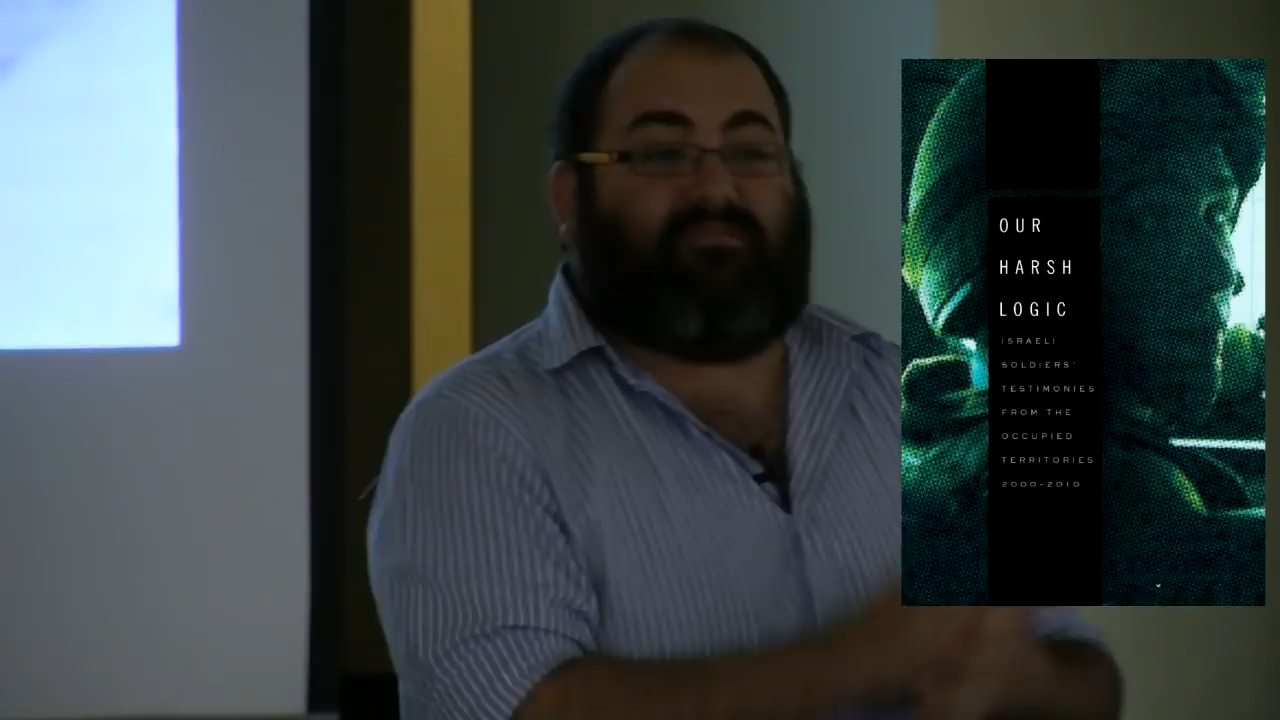 OUR
HARSH
LOGIC
ISRAELI
SOLDIERS'
TESTIMONIES
FROM THE
OCCUPIED
TERRITORIES
2000-2010